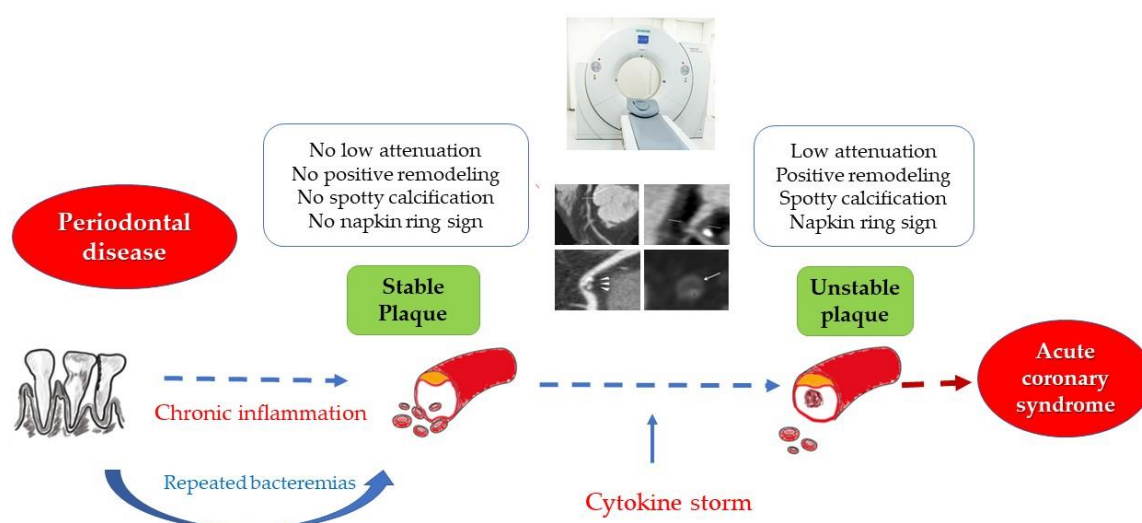 Periodontal
disease
No low attenuation
No positive remodeling
No spotty calcification
No napkin ring sign
Low attenuation
Positive remodeling
Spotty calcification
Napkin ring sign
Stable
Plaque
Unstable
plaque
Acute
coronary
syndrome
Chronic inflammation
Repeated bacteremias
Cytokine storm
SIEMENS